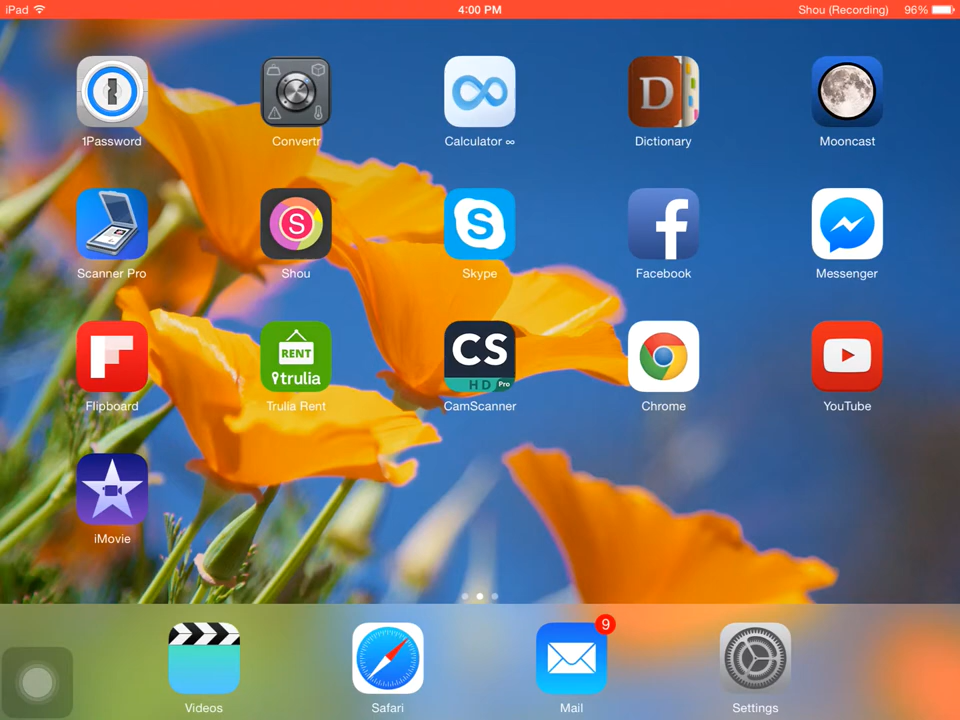 iPad 4:00 PM Shou (Recording) 96%
1Password Convertr Calculator ∞ Dictionary Mooncast
D
S S f
Scanner Pro Shou Skype Facebook Messenger
RENT
trulia
CS
HD Pro
Flipboard Trulia Rent CamScanner Chrome YouTube
iMovie
9
Videos Safari Mail Settings